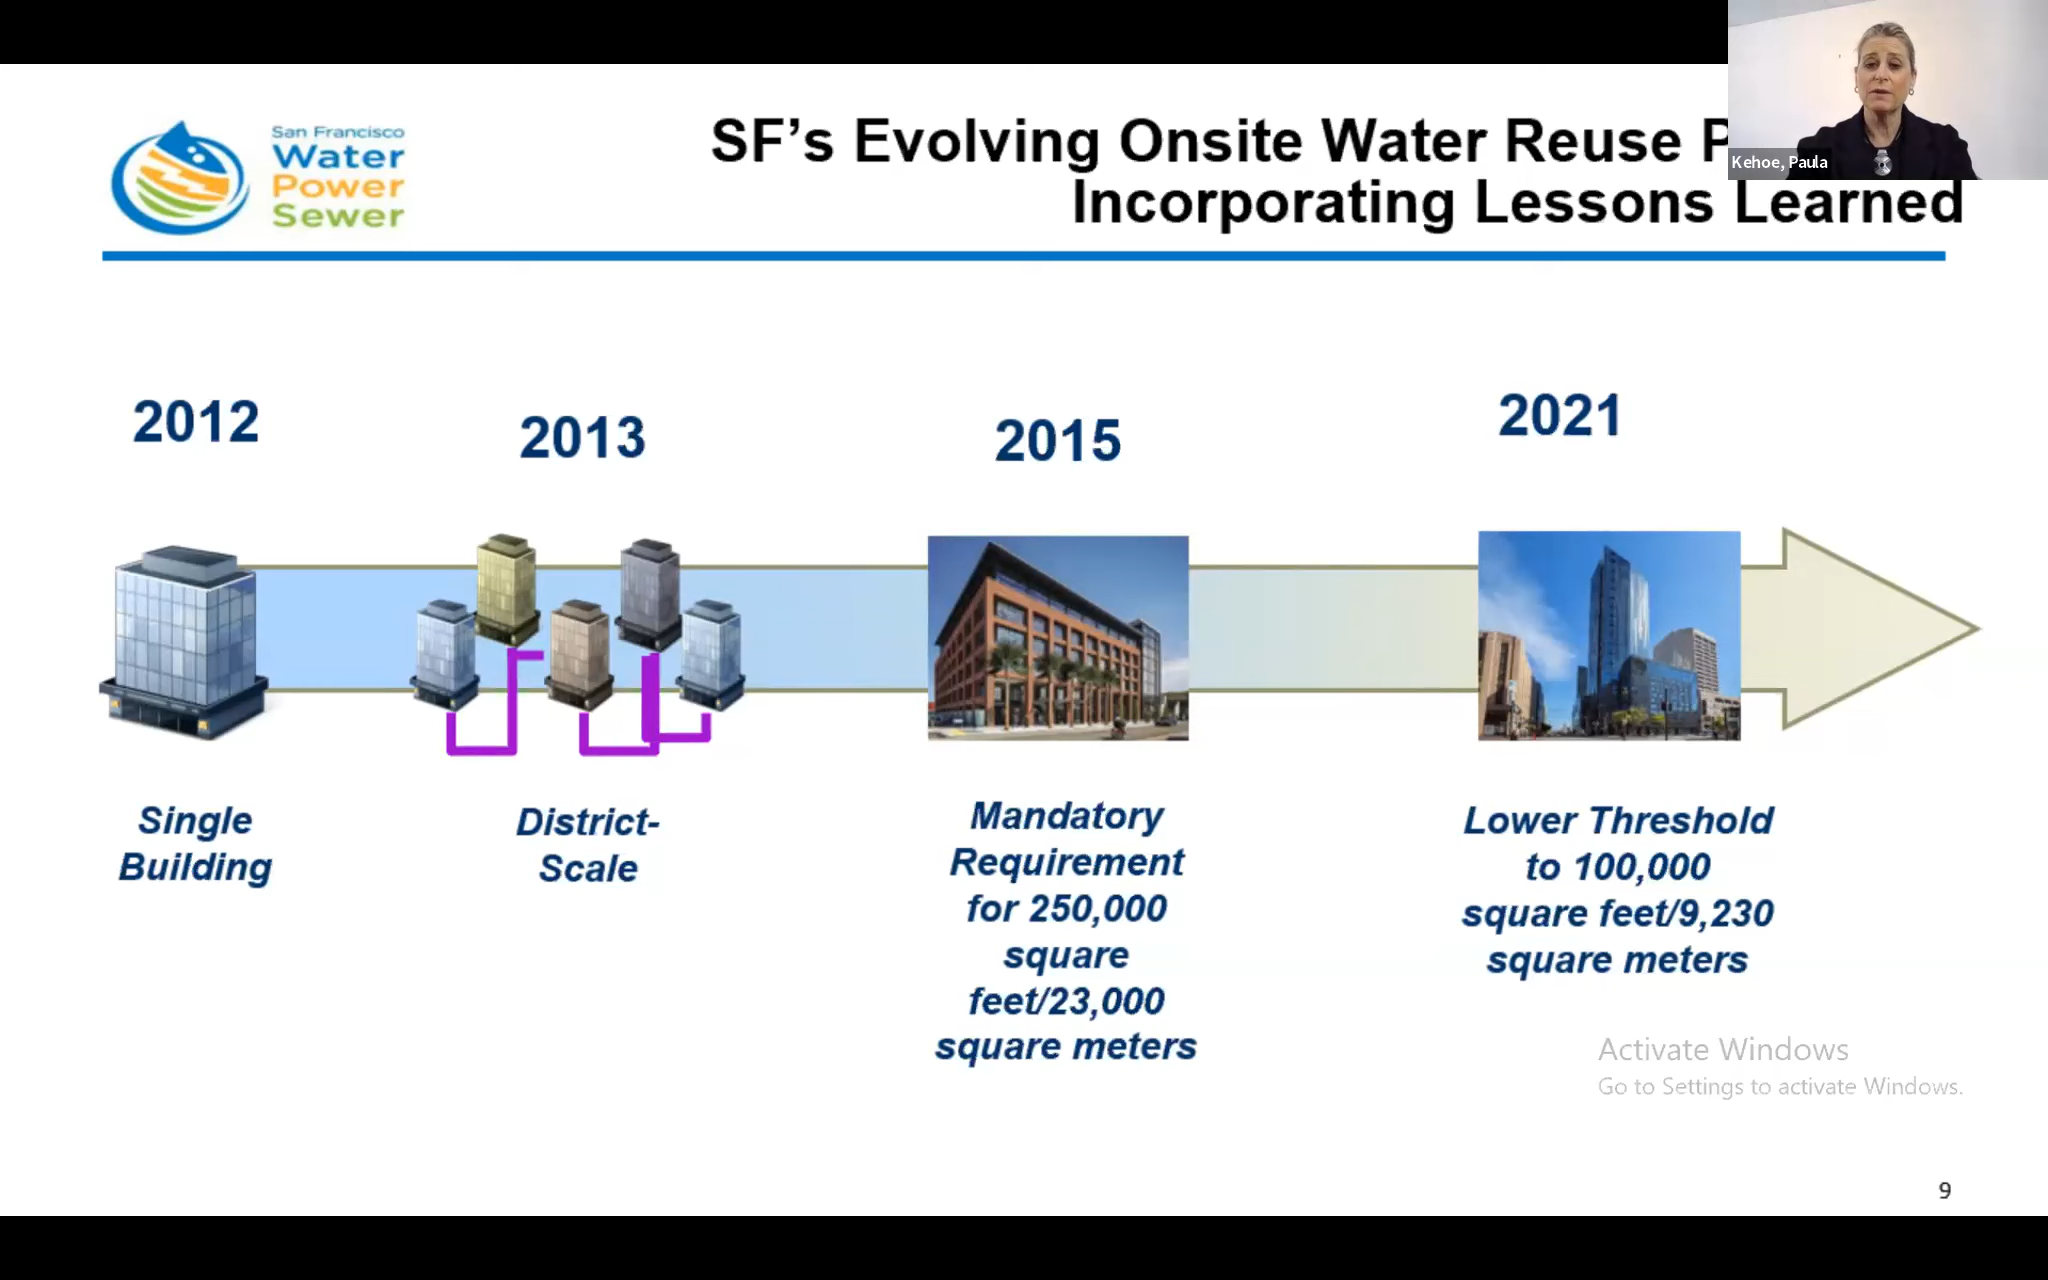 San Francisco
Water
Power
Sewer
SF's Evolving Onsite Water Reuse
Incorporating Lessons Learned
Kehoe, Paula
2012
2013
2015
2021
Single
Building
District-
Scale
Mandatory
Requirement
for 250,000
square
feet/23,000
square meters
Lower Threshold
to 100,000
square feet/9,230
square meters
Activate Windows
Go to Settings to activate Windows.
9